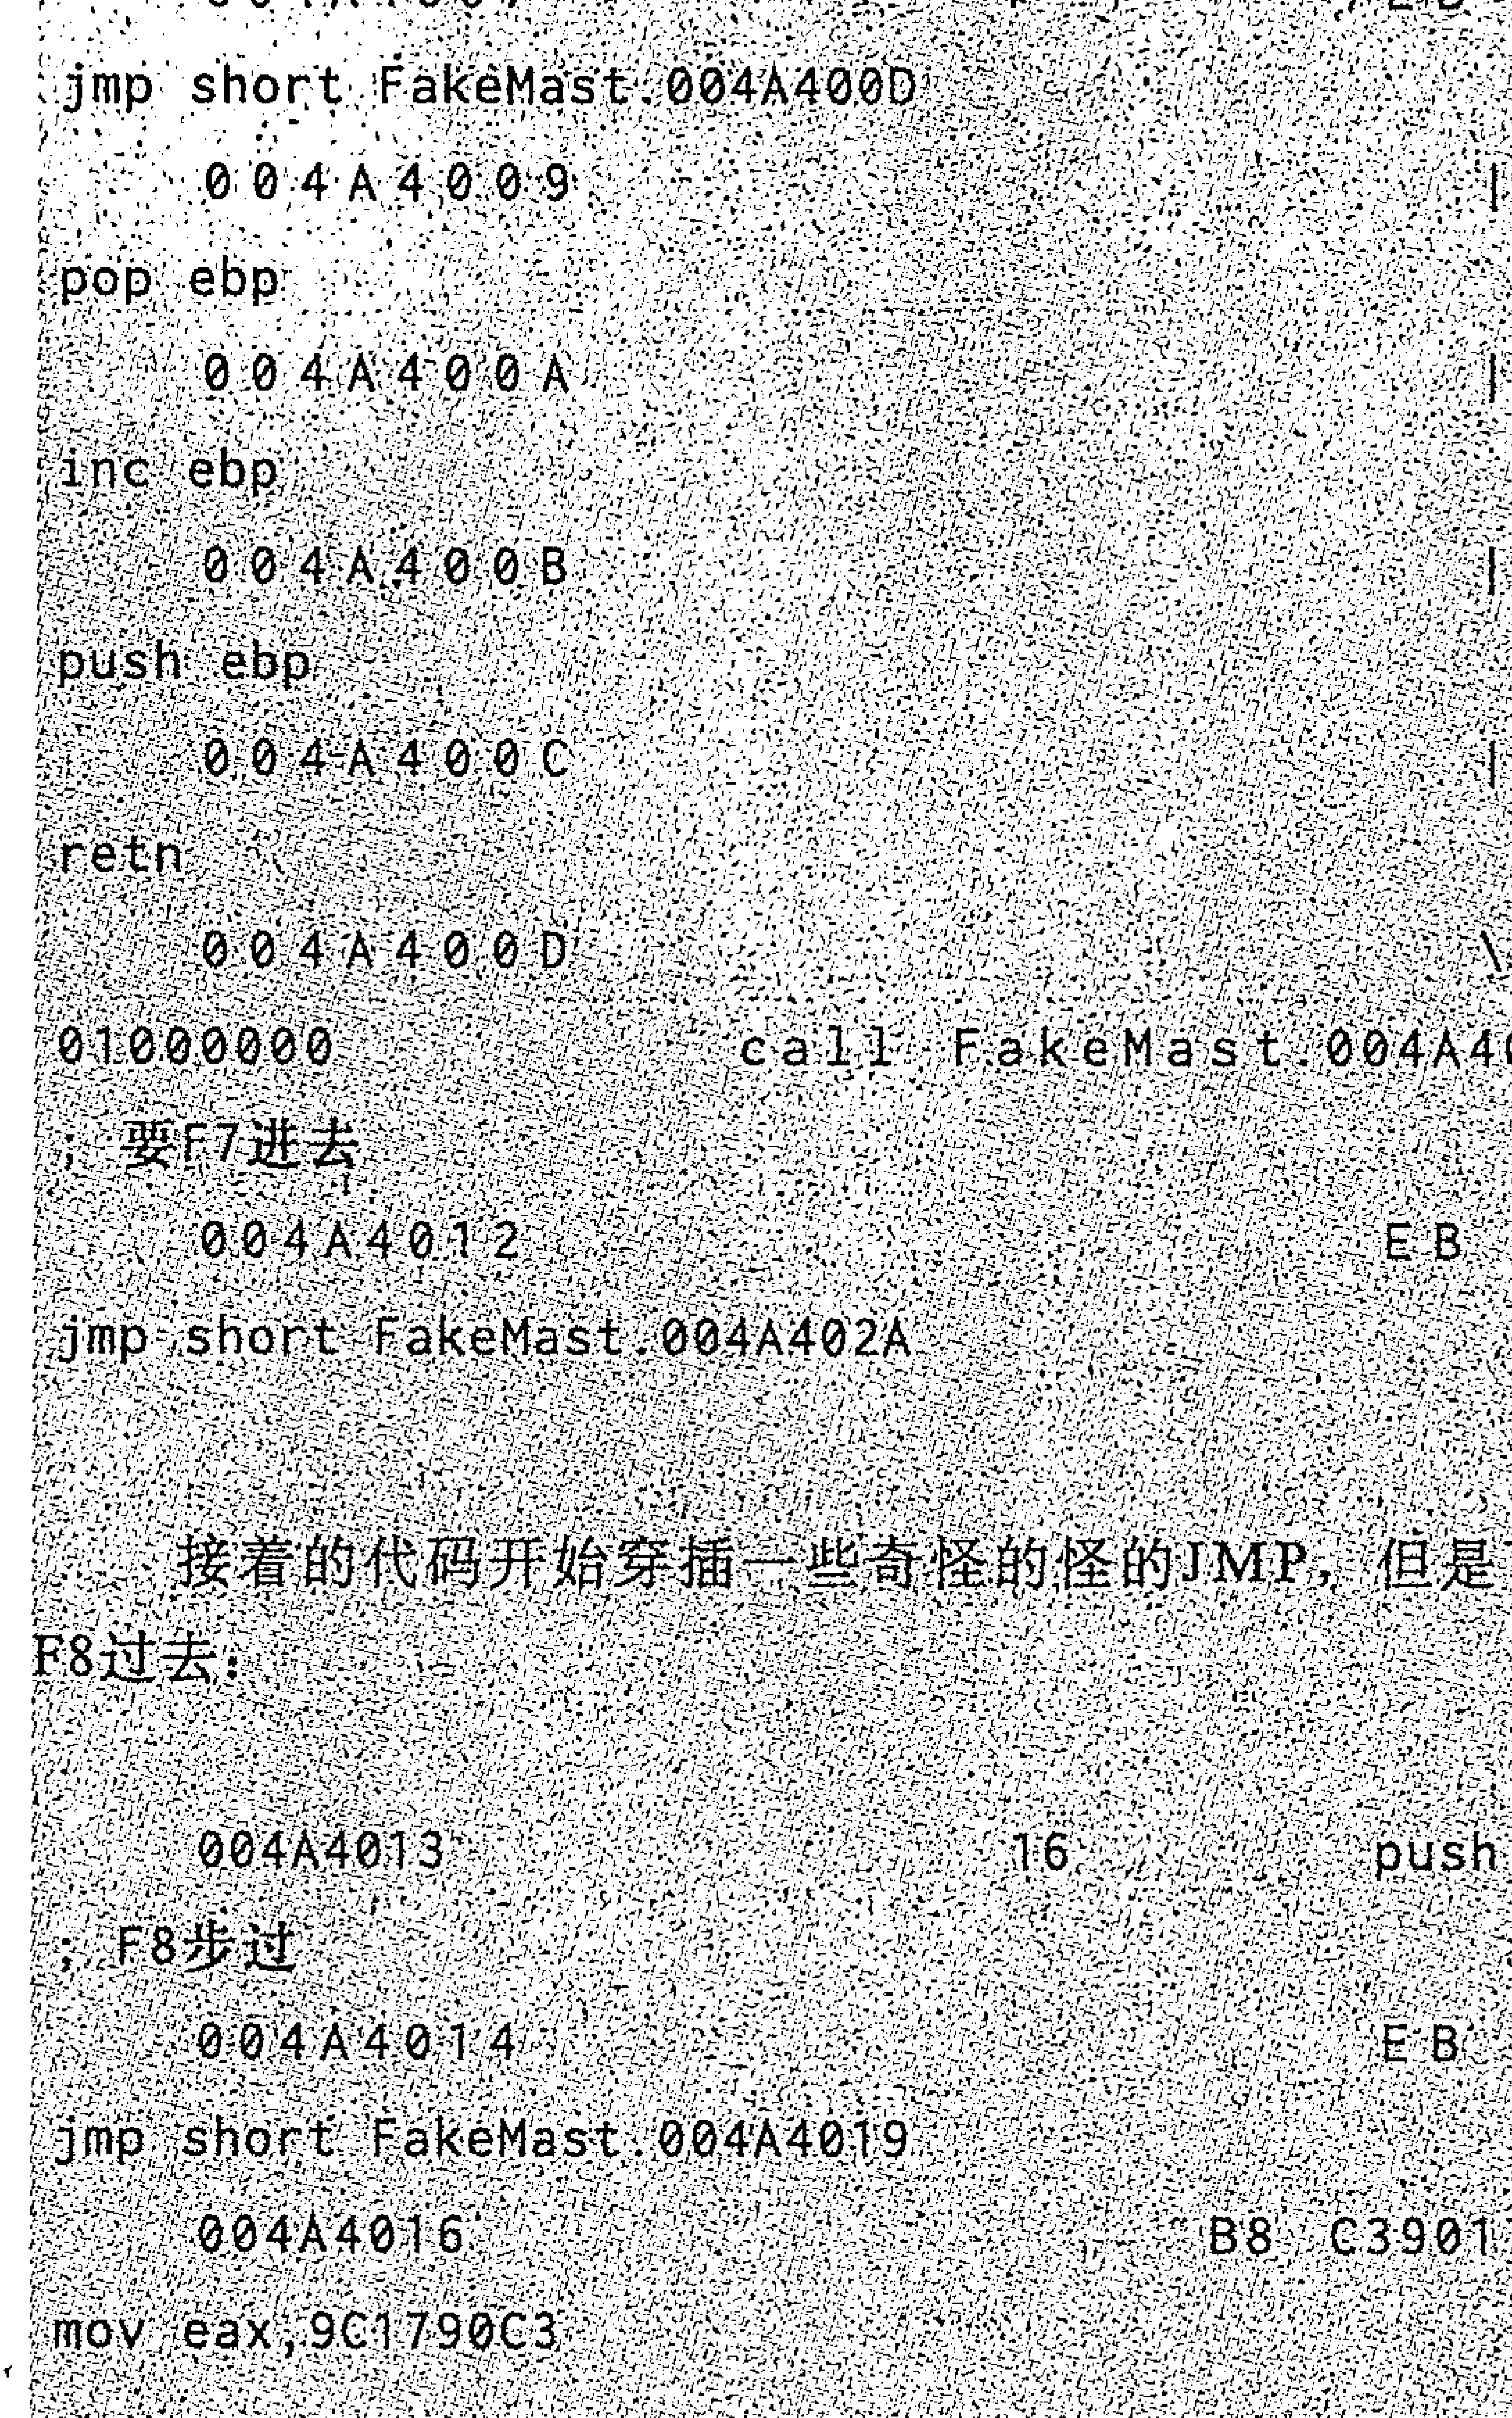 jmp short FakeMast.004A400D
004A4009 |
pop ebp
004A400A |
inc ebp
004A400B |
push ebp
004A400C |
retn
004A400D \
01000000 call FakeMast.004A40
; 要F7进去
004A4012 EB
jmp short FakeMast.004A402A
接着的代码开始穿插一些奇怪的怪的JMP，但是
F8过去：
004A4013 16 push
; F8步过
004A4014 EB
jmp short FakeMast.004A4019
004A4016 B8 C3901
mov eax,9C1790C3